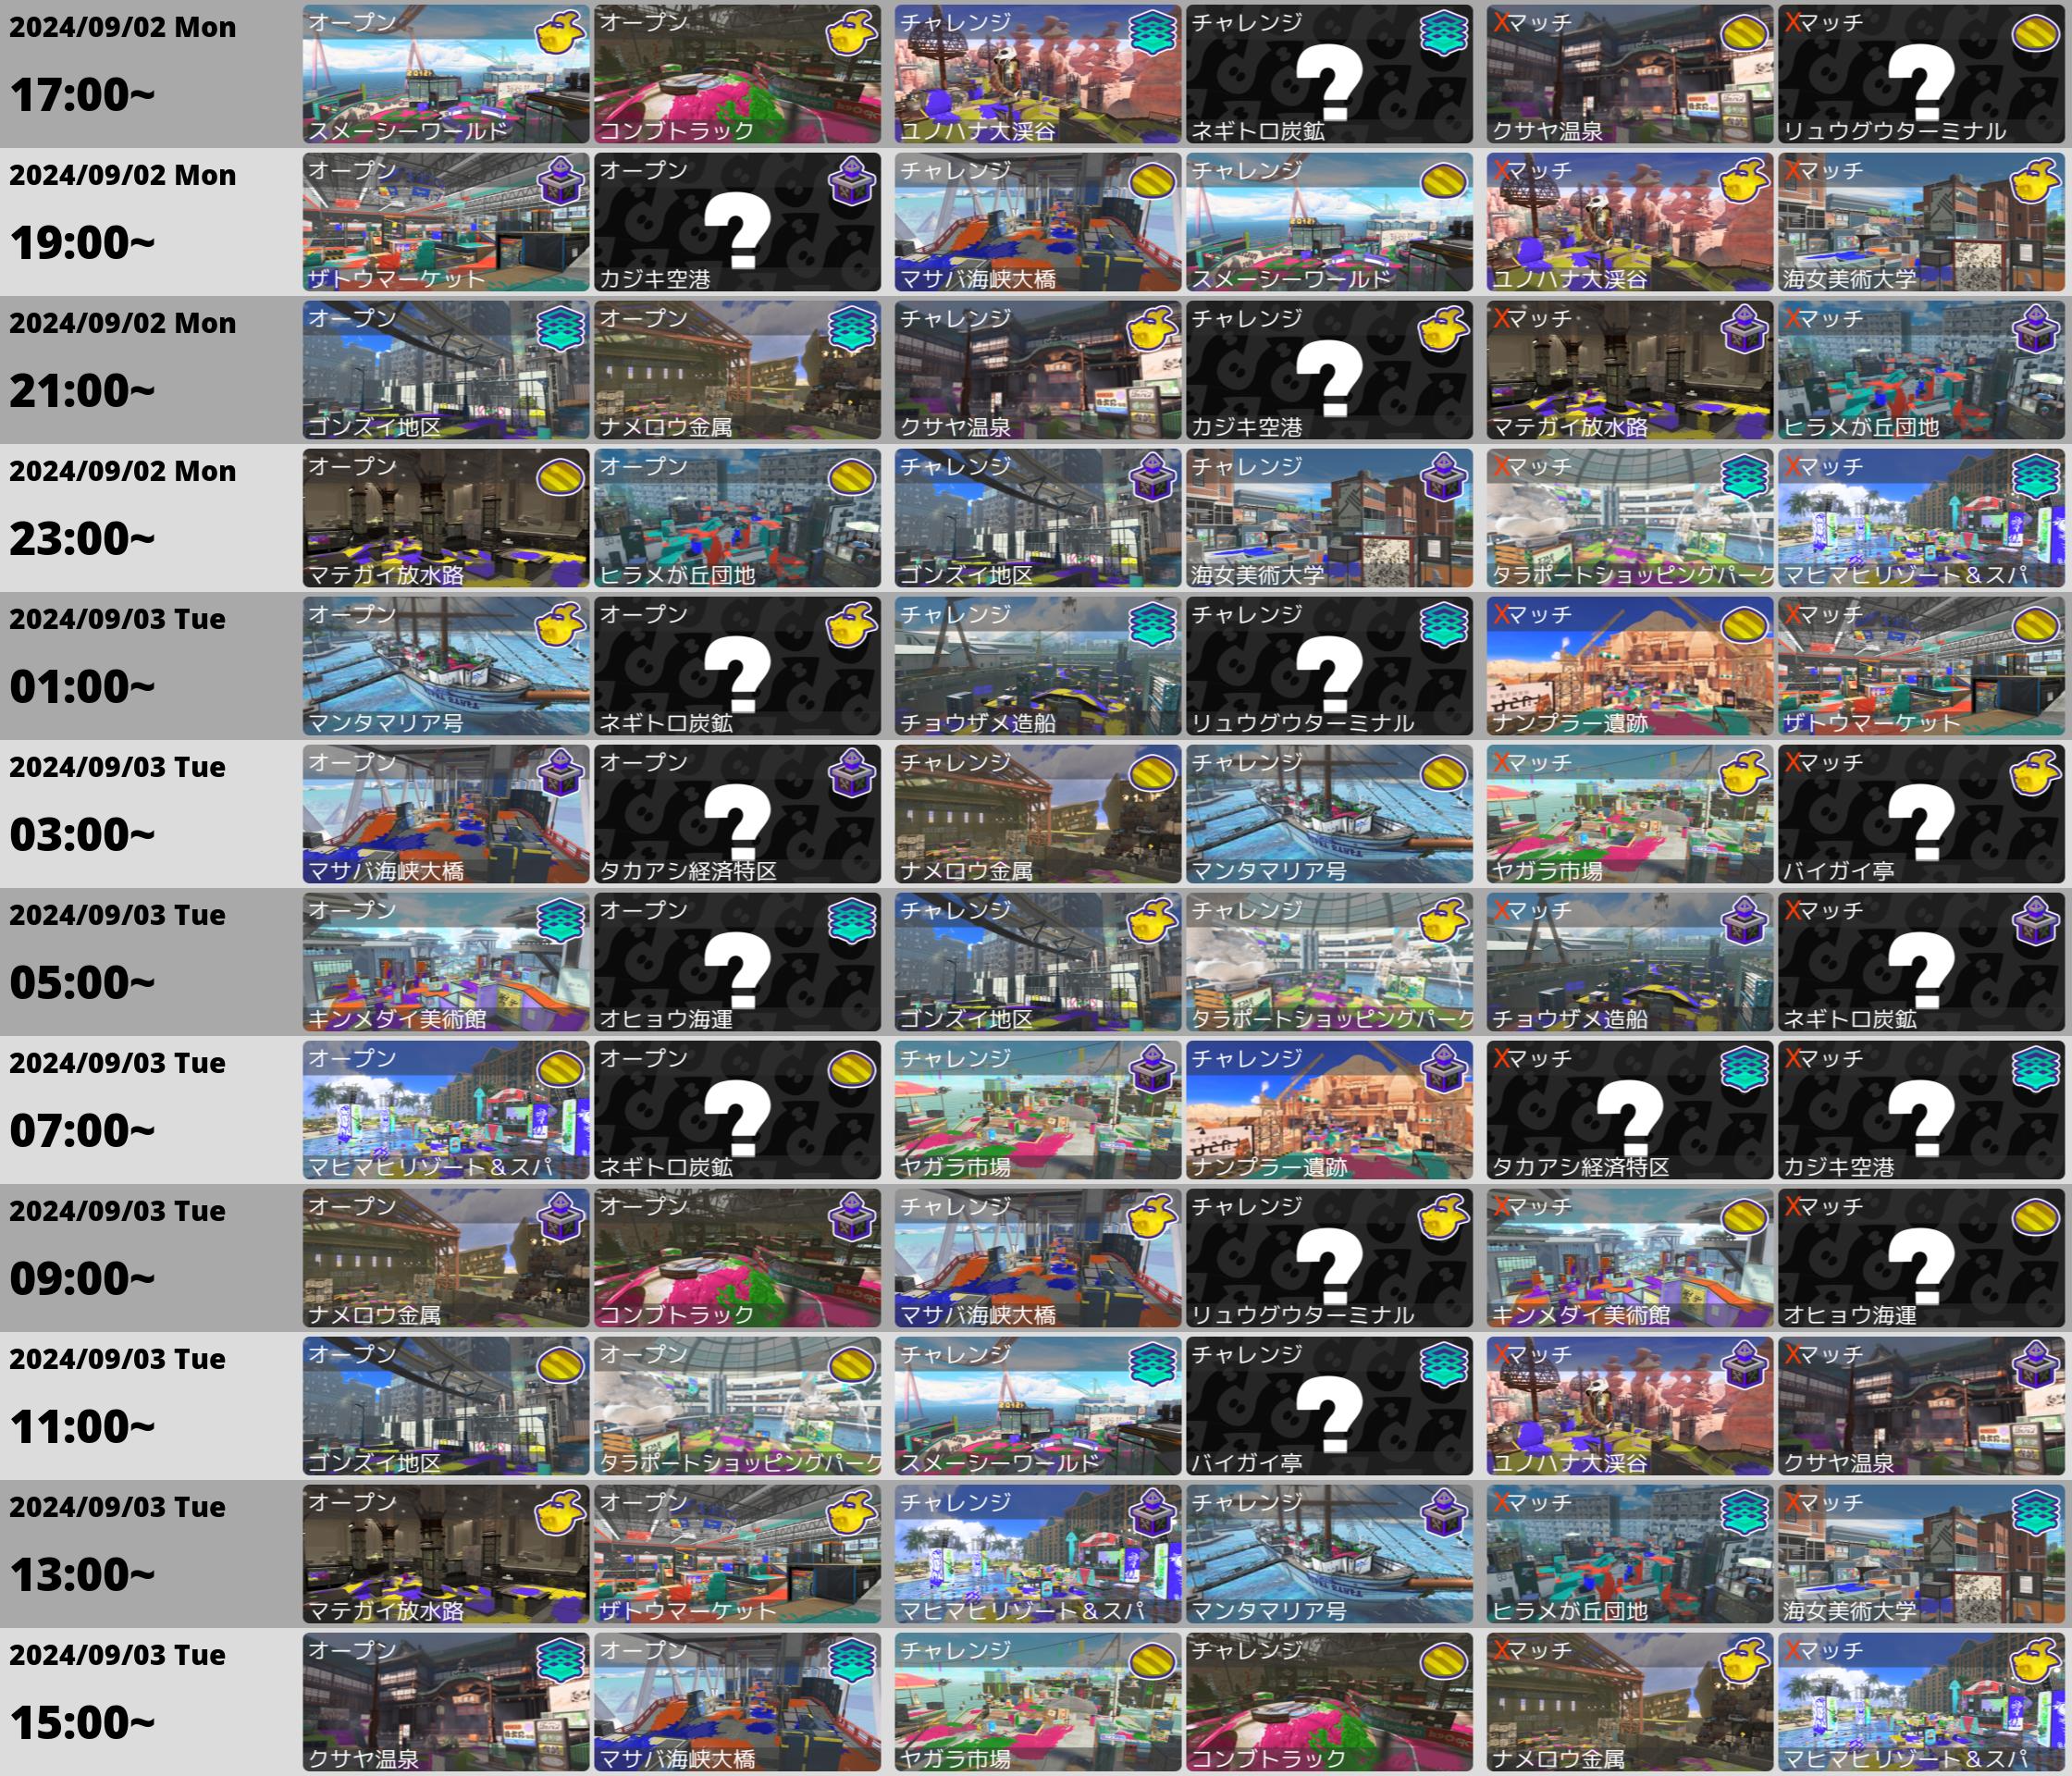 2024/09/02 Mon
17:00~
オープン
スメーシーワールド
オープン
コンブトラック
チャレンジ
ユノハナ大渓谷
チャレンジ
ネギトロ炭鉱
Xマッチ
クサヤ温泉
Xマッチ
リュウグウターミナル
2024/09/02 Mon
19:00~
オープン
ザトウマーケット
オープン
カジキ空港
チャレンジ
マサバ海峡大橋
チャレンジ
スメーシーワールド
Xマッチ
ユノハナ大渓谷
Xマッチ
海女美術大学
2024/09/02 Mon
21:00~
オープン
ゴンズイ地区
オープン
ナメロウ金属
チャレンジ
クサヤ温泉
チャレンジ
カジキ空港
Xマッチ
マテガイ放水路
Xマッチ
ヒラメが丘団地
2024/09/02 Mon
23:00~
オープン
マテガイ放水路
オープン
ヒラメが丘団地
チャレンジ
ゴンズイ地区
チャレンジ
海女美術大学
Xマッチ
タラポートショッピングパーク
Xマッチ
マヒマヒリゾート＆スパ
2024/09/03 Tue
01:00~
オープン
マンタマリア号
オープン
ネギトロ炭鉱
チャレンジ
チョウザメ造船
チャレンジ
リュウグウターミナル
Xマッチ
ナンプラー遺跡
Xマッチ
ザトウマーケット
2024/09/03 Tue
03:00~
オープン
マサバ海峡大橋
オープン
タカアシ経済特区
チャレンジ
ナメロウ金属
チャレンジ
マンタマリア号
Xマッチ
ヤガラ市場
Xマッチ
バイガイ亭
2024/09/03 Tue
05:00~
オープン
キンメダイ美術館
オープン
オヒョウ海運
チャレンジ
ゴンズイ地区
チャレンジ
タラポートショッピングパーク
Xマッチ
チョウザメ造船
Xマッチ
ネギトロ炭鉱
2024/09/03 Tue
07:00~
オープン
マヒマヒリゾート＆スパ
オープン
ネギトロ炭鉱
チャレンジ
ヤガラ市場
チャレンジ
ナンプラー遺跡
Xマッチ
タカアシ経済特区
Xマッチ
カジキ空港
2024/09/03 Tue
09:00~
オープン
ナメロウ金属
オープン
コンブトラック
チャレンジ
マサバ海峡大橋
チャレンジ
リュウグウターミナル
Xマッチ
キンメダイ美術館
Xマッチ
オヒョウ海運
2024/09/03 Tue
11:00~
オープン
ゴンズイ地区
オープン
タラポートショッピングパーク
チャレンジ
スメーシーワールド
チャレンジ
バイガイ亭
Xマッチ
ユノハナ大渓谷
Xマッチ
クサヤ温泉
2024/09/03 Tue
13:00~
オープン
マテガイ放水路
オープン
ザトウマーケット
チャレンジ
マヒマヒリゾート＆スパ
チャレンジ
マンタマリア号
Xマッチ
ヒラメが丘団地
Xマッチ
海女美術大学
2024/09/03 Tue
15:00~
オープン
クサヤ温泉
オープン
マサバ海峡大橋
チャレンジ
ヤガラ市場
チャレンジ
コンブトラック
Xマッチ
ナメロウ金属
Xマッチ
マヒマヒリゾート＆スパ